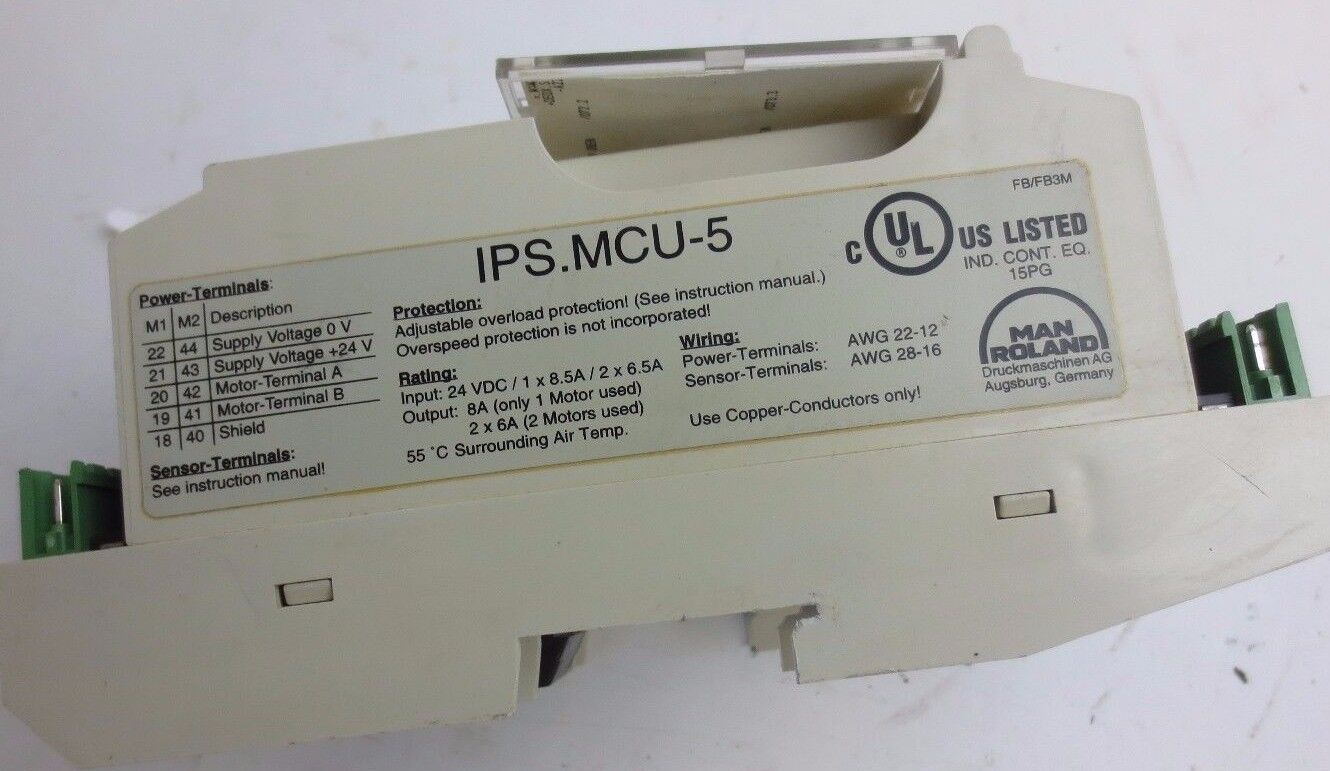 FB/FB3M
IPS.MCU-5
C UL ® US LISTED
IND. CONT. EQ.
15PG
Power-Terminals:
M1 M2 Description
22 44 Supply Voltage 0 V
21 43 Supply Voltage +24 V
20 42 Motor-Terminal A
19 41 Motor-Terminal B
18 40 Shield
Sensor-Terminals:
See instruction manual!
Protection:
Adjustable overload protection! (See instruction manual.)
Overspeed protection is not incorporated!
Rating:
Input: 24 VDC / 1 x 8.5A / 2 x 6.5A
Output: 8A (only 1 Motor used)
2 x 6A (2 Motors used)
55 °C Surrounding Air Temp.
Wiring:
Power-Terminals: AWG 22-12
Sensor-Terminals: AWG 28-16
Use Copper-Conductors only!
MAN
ROLAND
Druckmaschinen AG
Augsburg, Germany